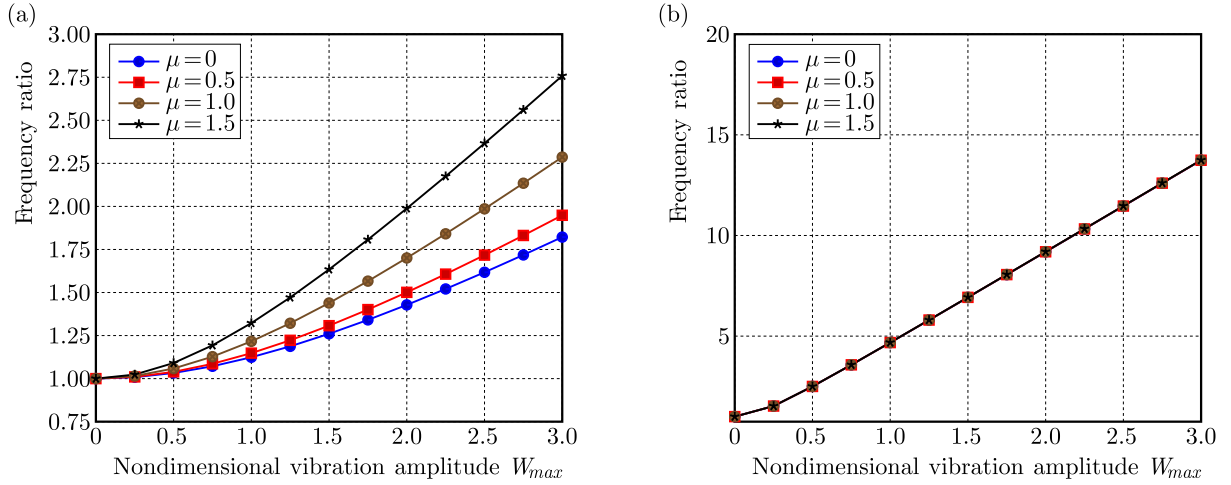 (a)
Frequency ratio
3.00
2.75
2.50
2.25
2.00
1.75
1.50
1.25
1.00
0.75
μ=0
μ=0.5
μ=1.0
μ=1.5
0 0.5 1.0 1.5 2.0 2.5 3.0
Nondimensional vibration amplitude Wmax
(b)
Frequency ratio
20
15
10
5
μ=0
μ=0.5
μ=1.0
μ=1.5
0 0.5 1.0 1.5 2.0 2.5 3.0
Nondimensional vibration amplitude Wmax